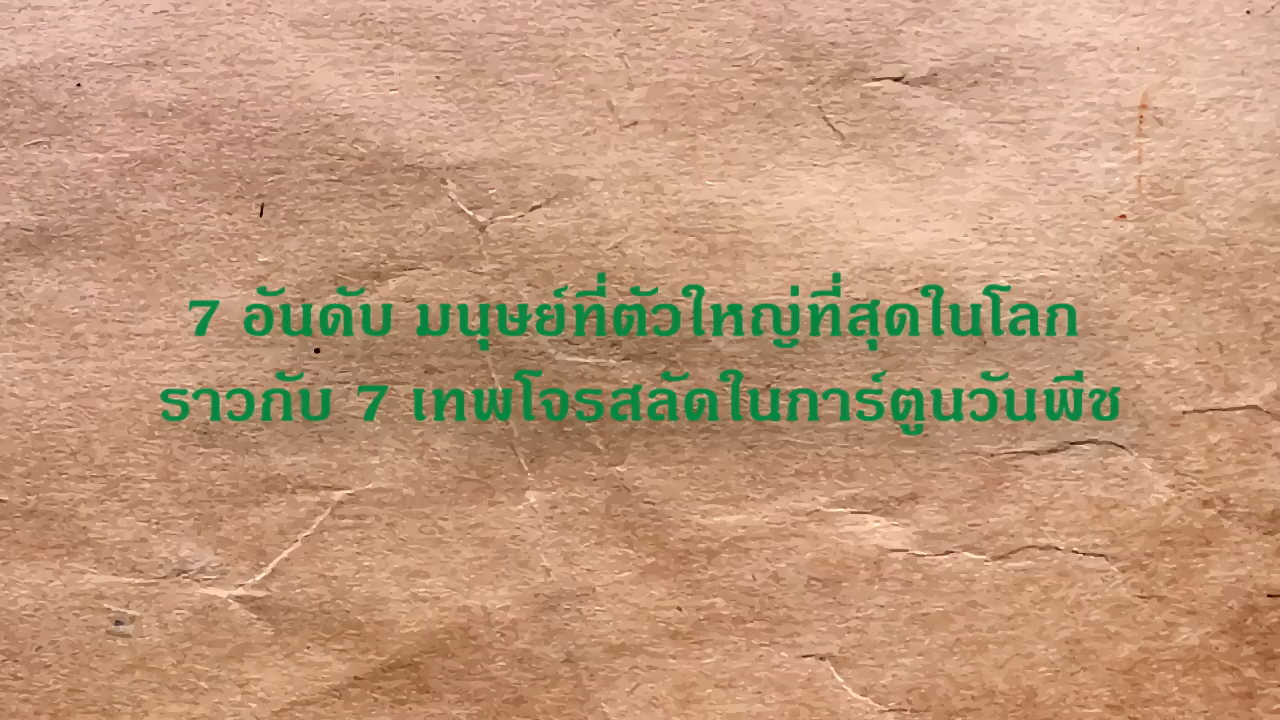 7 อันดับ มนุษย์ที่ตัวใหญ่ที่สุดในโลก
ราวกับ 7 เทพโจรสลัดในการ์ตูนวันพีช